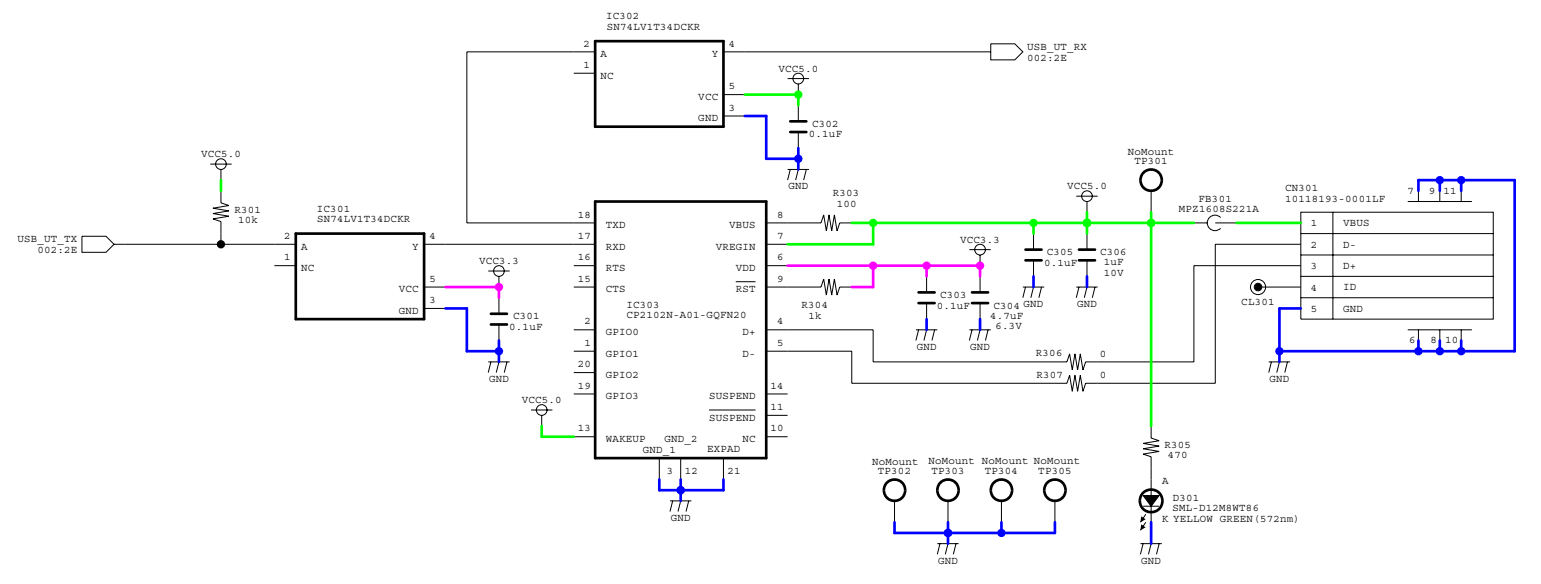 IC302
SN74LV1T34DCKR
2
A
Y
4
1
NC
5
VCC
3
GND
USB_UT_RX
002:2E
VCC5.0
C302
0.1uF
GND
VCC5.0
R301
10k
USB_UT_TX
002:2E
IC301
SN74LV1T34DCKR
2
A
Y
4
1
NC
5
VCC
3
GND
VCC3.3
C301
0.1uF
GND
18
TXD
17
RXD
16
RTS
15
CTS
IC303
CP2102N-A01-GQFN20
2
GPIO0
1
GPIO1
20
GPIO2
19
GPIO3
13
WAKEUP
VCC5.0
VBUS
8
VREGIN
7
VDD
6
RST
9
D+
4
D-
5
SUSPEND
14
SUSPEND
11
NC
10
GND_1
GND_2
EXPAD
3
12
21
GND
R303
100
R304
1k
VCC3.3
C303
0.1uF
GND
C304
4.7uF
6.3V
GND
VCC5.0
C305
0.1uF
GND
C306
1uF
10V
GND
NoMount
TP301
FB301
MPZ1608S221A
CN301
10118193-0001LF
1 VBUS
2 D-
3 D+
4 ID
5 GND
7 9 11
6 8 10
CL301
GND
R306 0
R307 0
R305
470
A
D301
SML-D12M8WT86
K YELLOW GREEN(572nm)
GND
NoMount
TP302
NoMount
TP303
NoMount
TP304
NoMount
TP305
GND